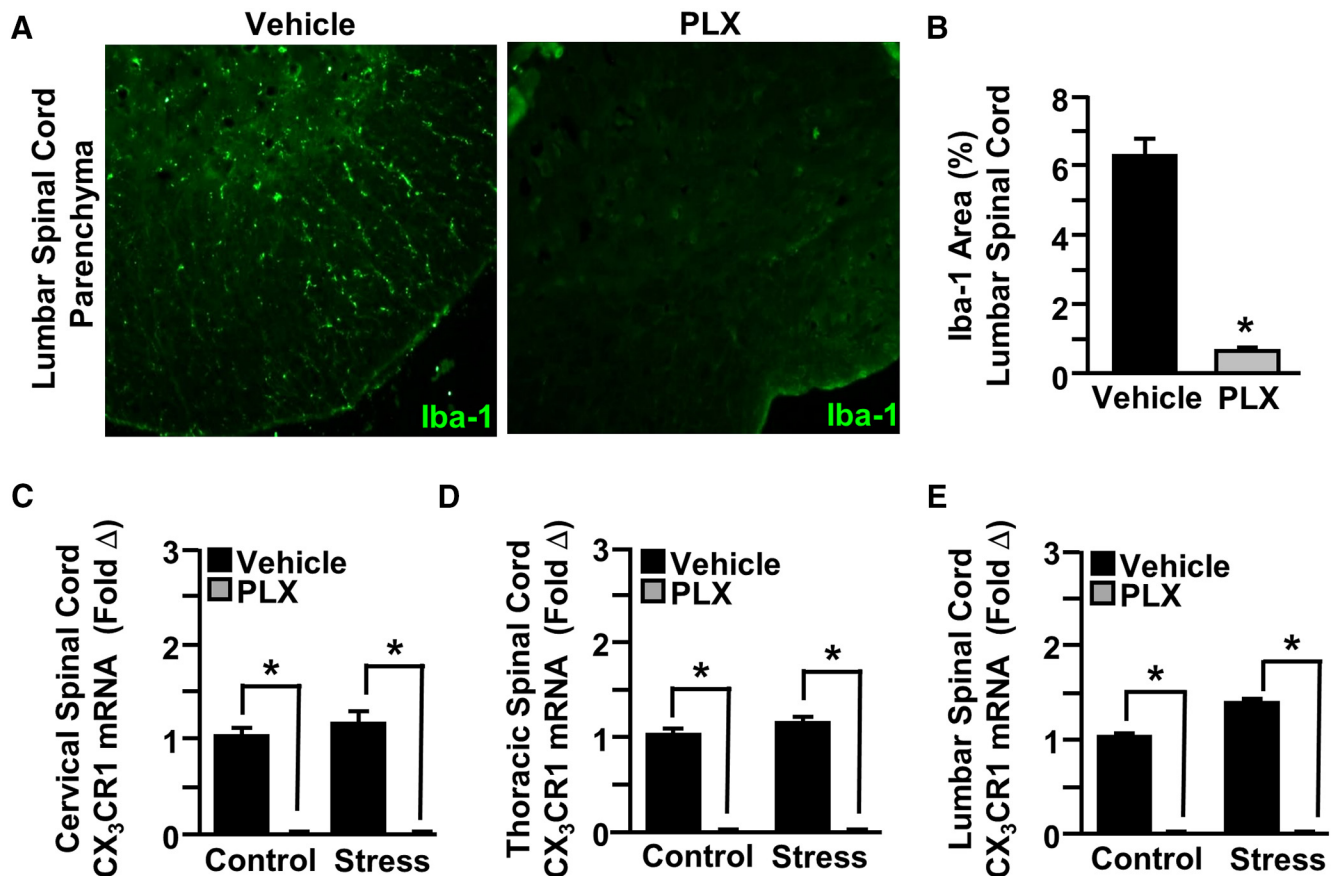 A
Vehicle
PLX
Lumbar Spinal Cord
Parenchyma
Iba-1
Iba-1
B
Iba-1 Area (%)
Lumbar Spinal Cord
8
6
4
2
0
*
Vehicle PLX
C
Cervical Spinal Cord
CX₃CR1 mRNA (Fold Δ)
3
2
1
0
Vehicle
PLX
*
*
Control Stress
D
Thoracic Spinal Cord
CX₃CR1 mRNA (Fold Δ)
3
2
1
0
Vehicle
PLX
*
*
Control Stress
E
Lumbar Spinal Cord
CX₃CR1 mRNA (Fold Δ)
3
2
1
0
Vehicle
PLX
*
*
Control Stress